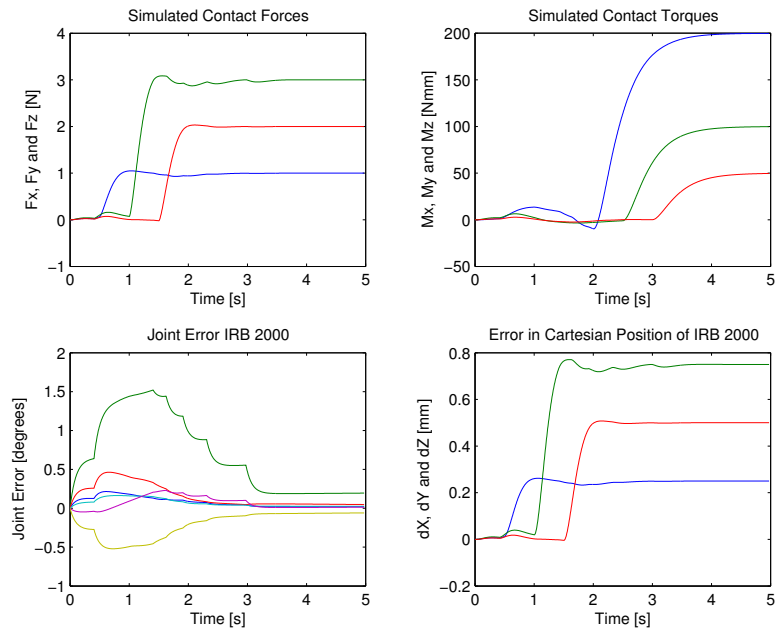 Simulated Contact Forces
4
3
2
1
0
−1
0 1 2 3 4 5
Time [s]
Fx, Fy and Fz [N]
Simulated Contact Torques
200
150
100
50
0
−50
0 1 2 3 4 5
Time [s]
Mx, My and Mz [Nmm]
Joint Error IRB 2000
2
1.5
1
0.5
0
−0.5
−1
0 1 2 3 4 5
Time [s]
Joint Error [degrees]
Error in Cartesian Position of IRB 2000
0.8
0.6
0.4
0.2
0
−0.2
0 1 2 3 4 5
Time [s]
dX, dY and dZ [mm]